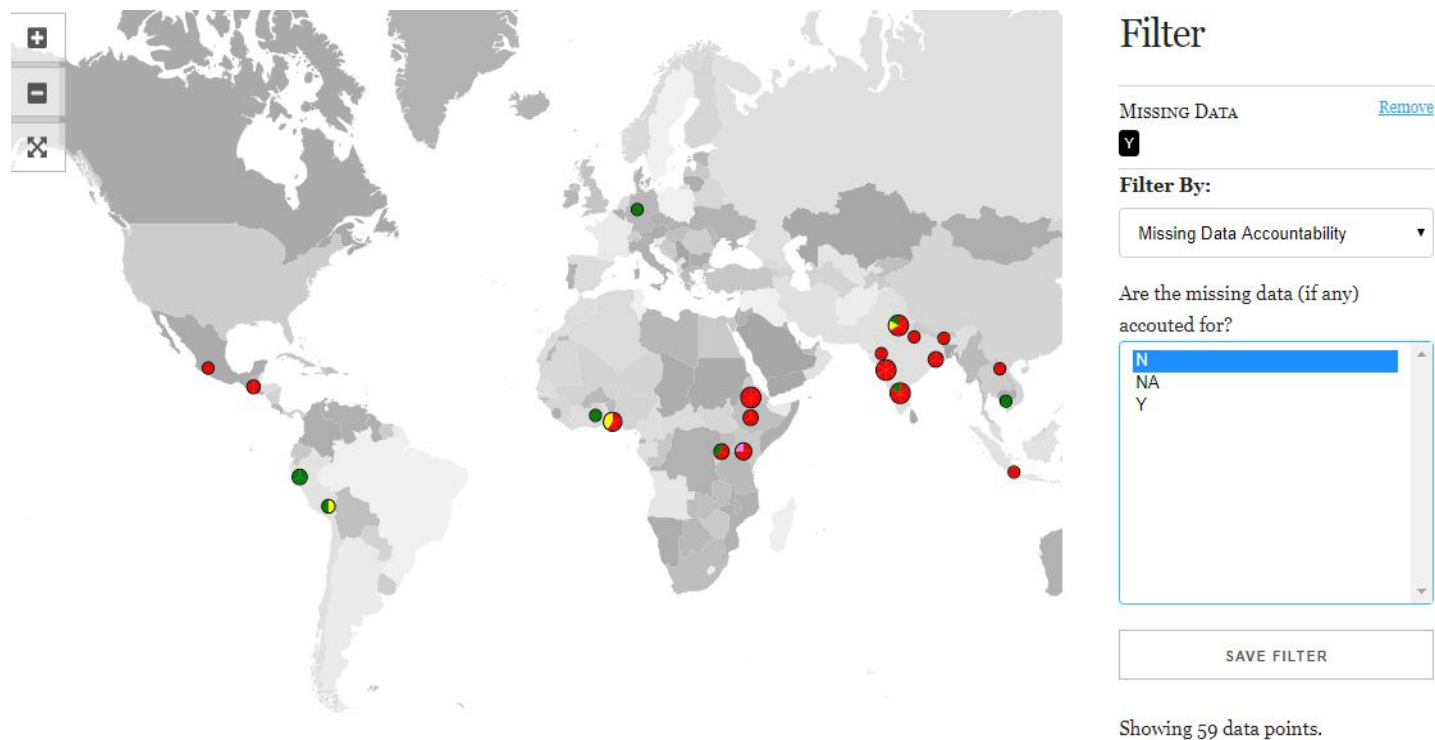 Filter
MISSING DATA
Remove
Y
Filter By:
Missing Data Accountability
Are the missing data (if any)
accouted for?
N
NA
Y
SAVE FILTER
Showing 59 data points.